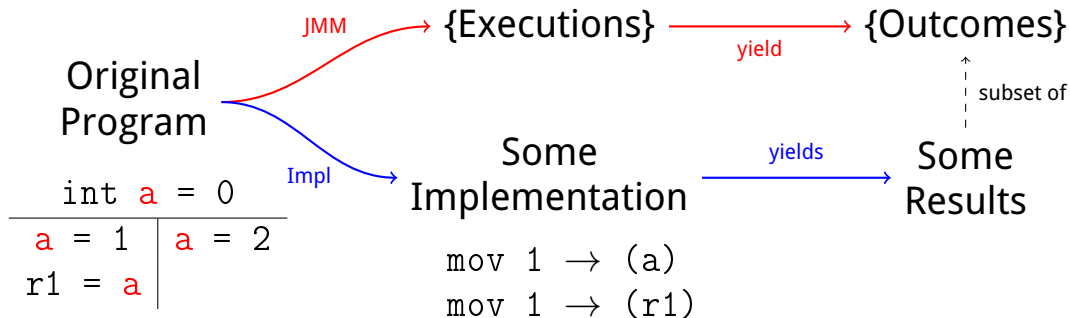 JMM
{Executions}
yield
{Outcomes}
Original
Program
subset of
Impl
Some
Implementation
yields
Some
Results
int a = 0
a = 1 a = 2
r1 = a
mov 1 → (a)
mov 1 → (r1)